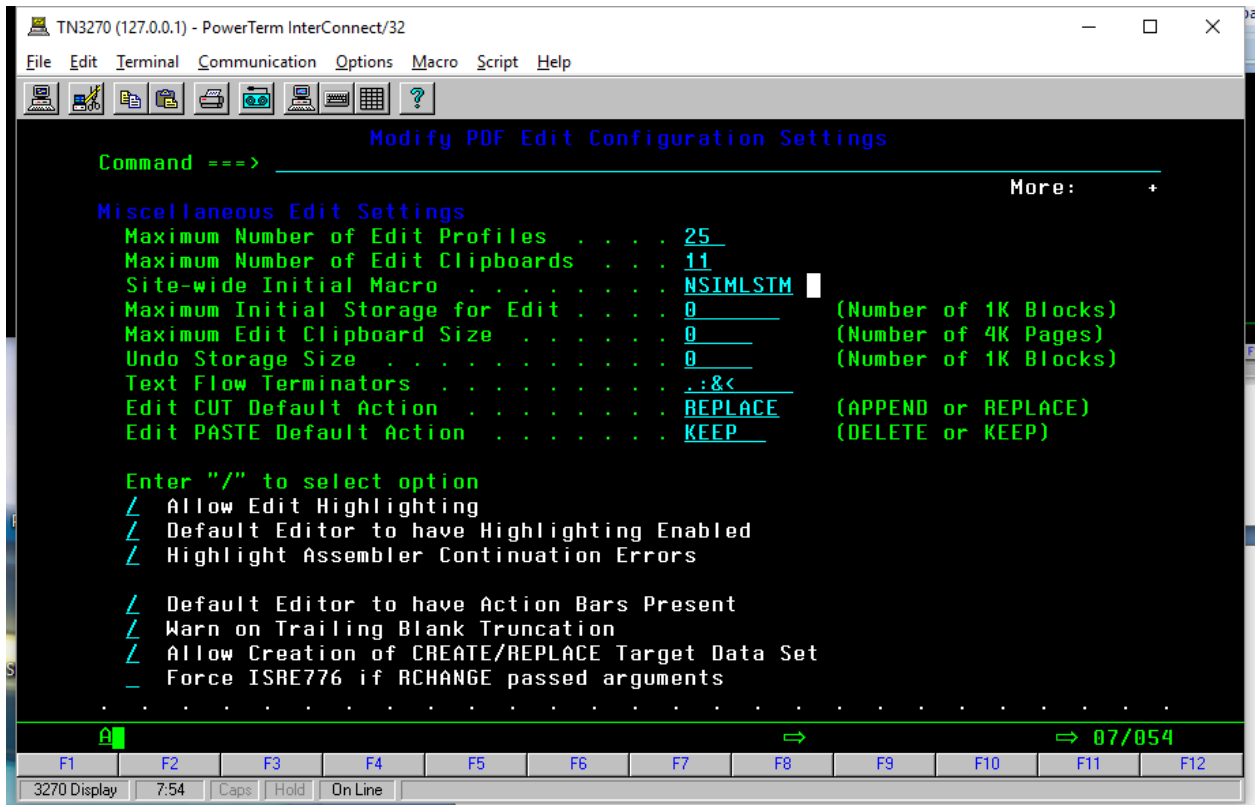 TN3270 (127.0.0.1) - PowerTerm InterConnect/32
File Edit Terminal Communication Options Macro Script Help
Modify PDF Edit Configuration Settings
Command ===>
More: +
Miscellaneous Edit Settings
Maximum Number of Edit Profiles . . . . 25
Maximum Number of Edit Clipboards . . . 11
Site-wide Initial Macro . . . . . . . . NSIMLSTM
Maximum Initial Storage for Edit . . . . 0 (Number of 1K Blocks)
Maximum Edit Clipboard Size . . . . . . 0 (Number of 4K Pages)
Undo Storage Size . . . . . . . . . . . 0 (Number of 1K Blocks)
Text Flow Terminators . . . . . . . . . .:&<
Edit CUT Default Action . . . . . . . . REPLACE (APPEND or REPLACE)
Edit PASTE Default Action . . . . . . . KEEP (DELETE or KEEP)
Enter "/" to select option
/ Allow Edit Highlighting
/ Default Editor to have Highlighting Enabled
/ Highlight Assembler Continuation Errors
/ Default Editor to have Action Bars Present
/ Warn on Trailing Blank Truncation
/ Allow Creation of CREATE/REPLACE Target Data Set
_ Force ISRE776 if RCHANGE passed arguments
. . . . . . . . . . . . . . . . . . . . . . . . . . .
A ⇨ ⇨ 07/054
F1 F2 F3 F4 F5 F6 F7 F8 F9 F10 F11 F12
3270 Display 7:54 Caps Hold On Line